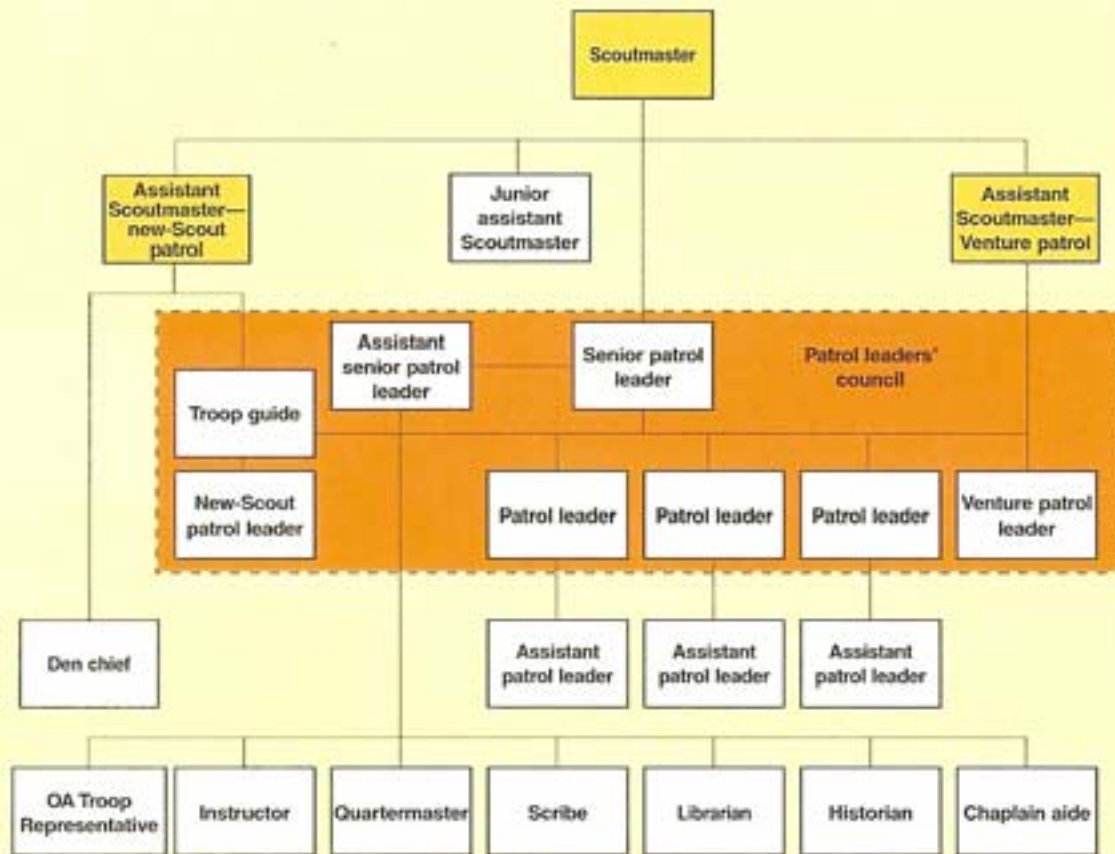 Scoutmaster
Assistant
Scoutmaster—
new-Scout
patrol
Junior
assistant
Scoutmaster
Assistant
Scoutmaster—
Venture patrol
Assistant
senior patrol
leader
Senior patrol
leader
Patrol leaders'
council
Troop guide
New-Scout
patrol leader
Patrol leader
Patrol leader
Patrol leader
Venture patrol
leader
Den chief
Assistant
patrol leader
Assistant
patrol leader
Assistant
patrol leader
OA Troop
Representative
Instructor
Quartermaster
Scribe
Librarian
Historian
Chaplain aide